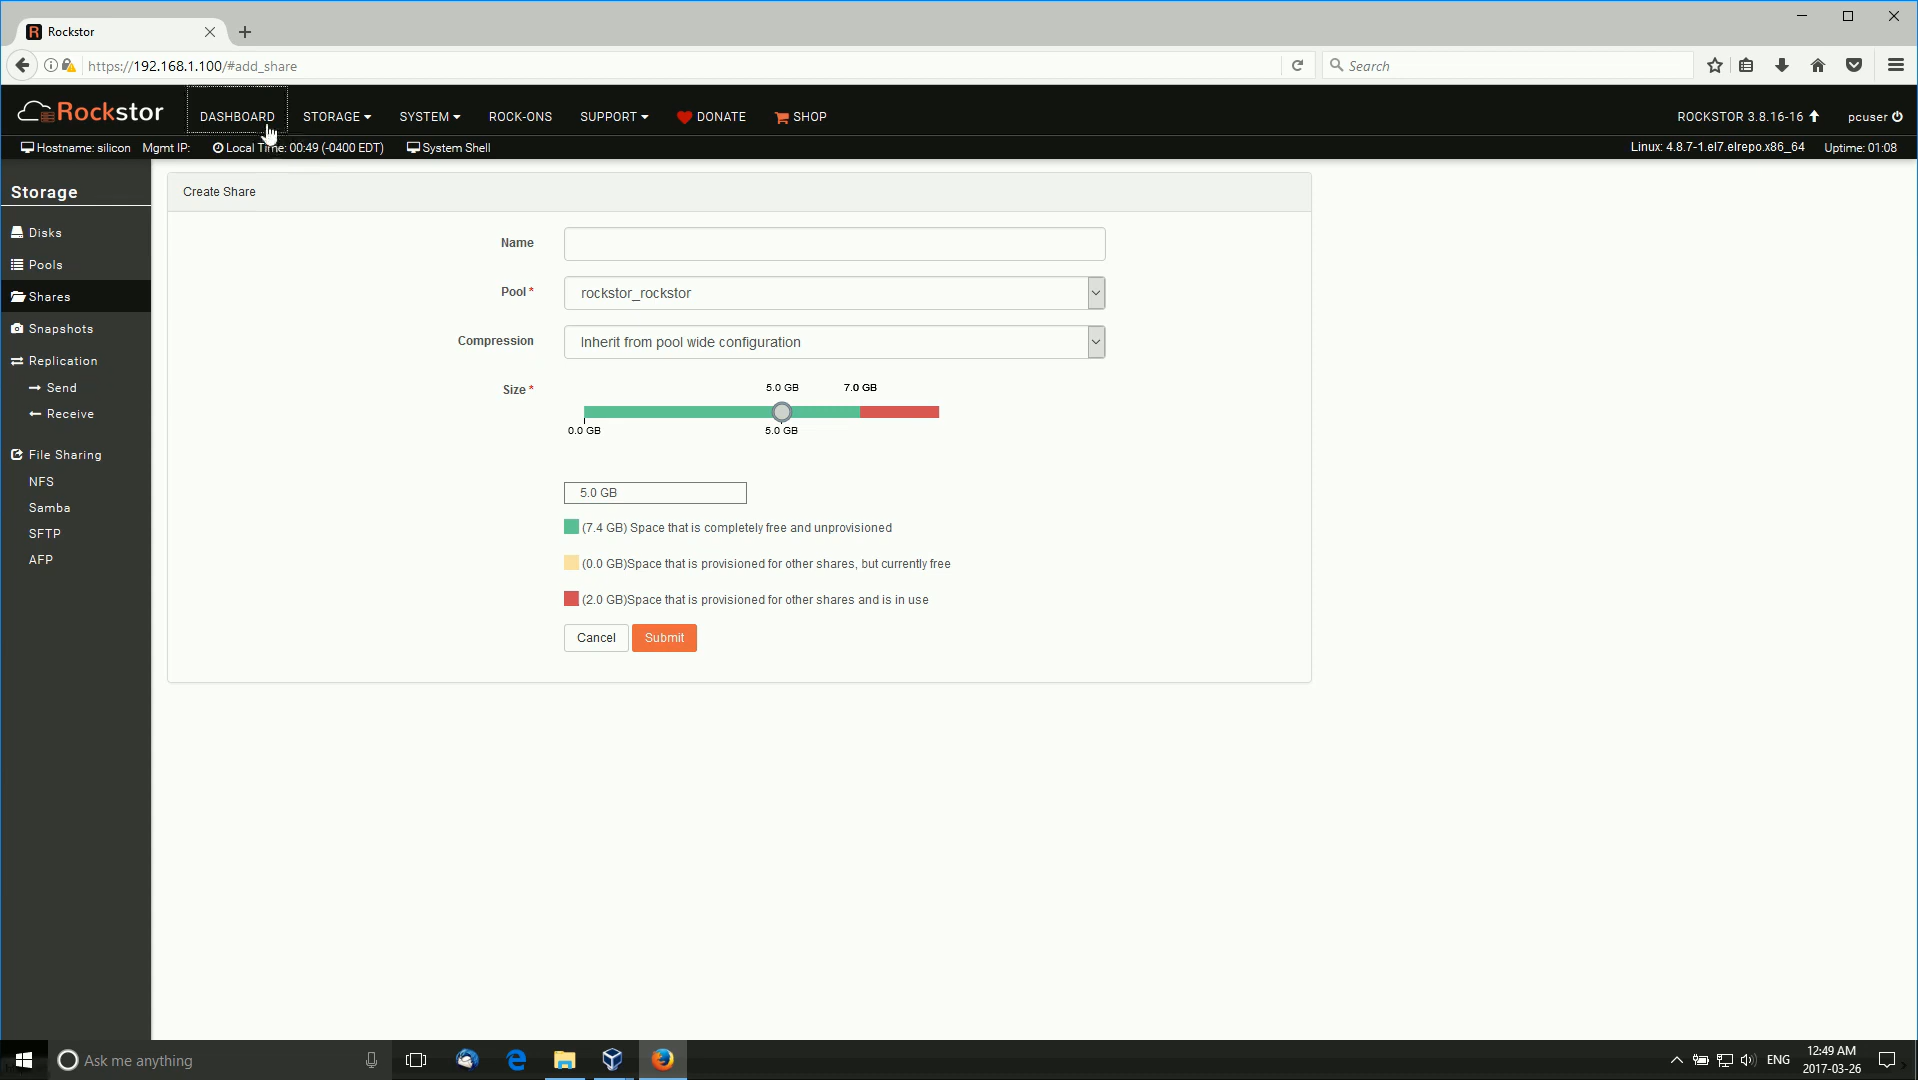 Rockstor
https://192.168.1.100/#add_share
Search
Rockstor
DASHBOARD
STORAGE
SYSTEM
ROCK-ONS
SUPPORT
DONATE
SHOP
ROCKSTOR 3.8.16-16
pcuser
Hostname: silicon
Mgmt IP:
Local Time: 00:49 (-0400 EDT)
System Shell
Linux: 4.8.7-1.el7.elrepo.x86_64
Uptime: 01:08
Storage
Disks
Pools
Shares
Snapshots
Replication
Send
Receive
File Sharing
NFS
Samba
SFTP
AFP
Create Share
Name
Pool *
rockstor_rockstor
Compression
Inherit from pool wide configuration
Size *
5.0 GB
7.0 GB
0.0 GB
5.0 GB
5.0 GB
(7.4 GB) Space that is completely free and unprovisioned
(0.0 GB)Space that is provisioned for other shares, but currently free
(2.0 GB)Space that is provisioned for other shares and is in use
Cancel
Submit
Ask me anything
ENG
12:49 AM
2017-03-26